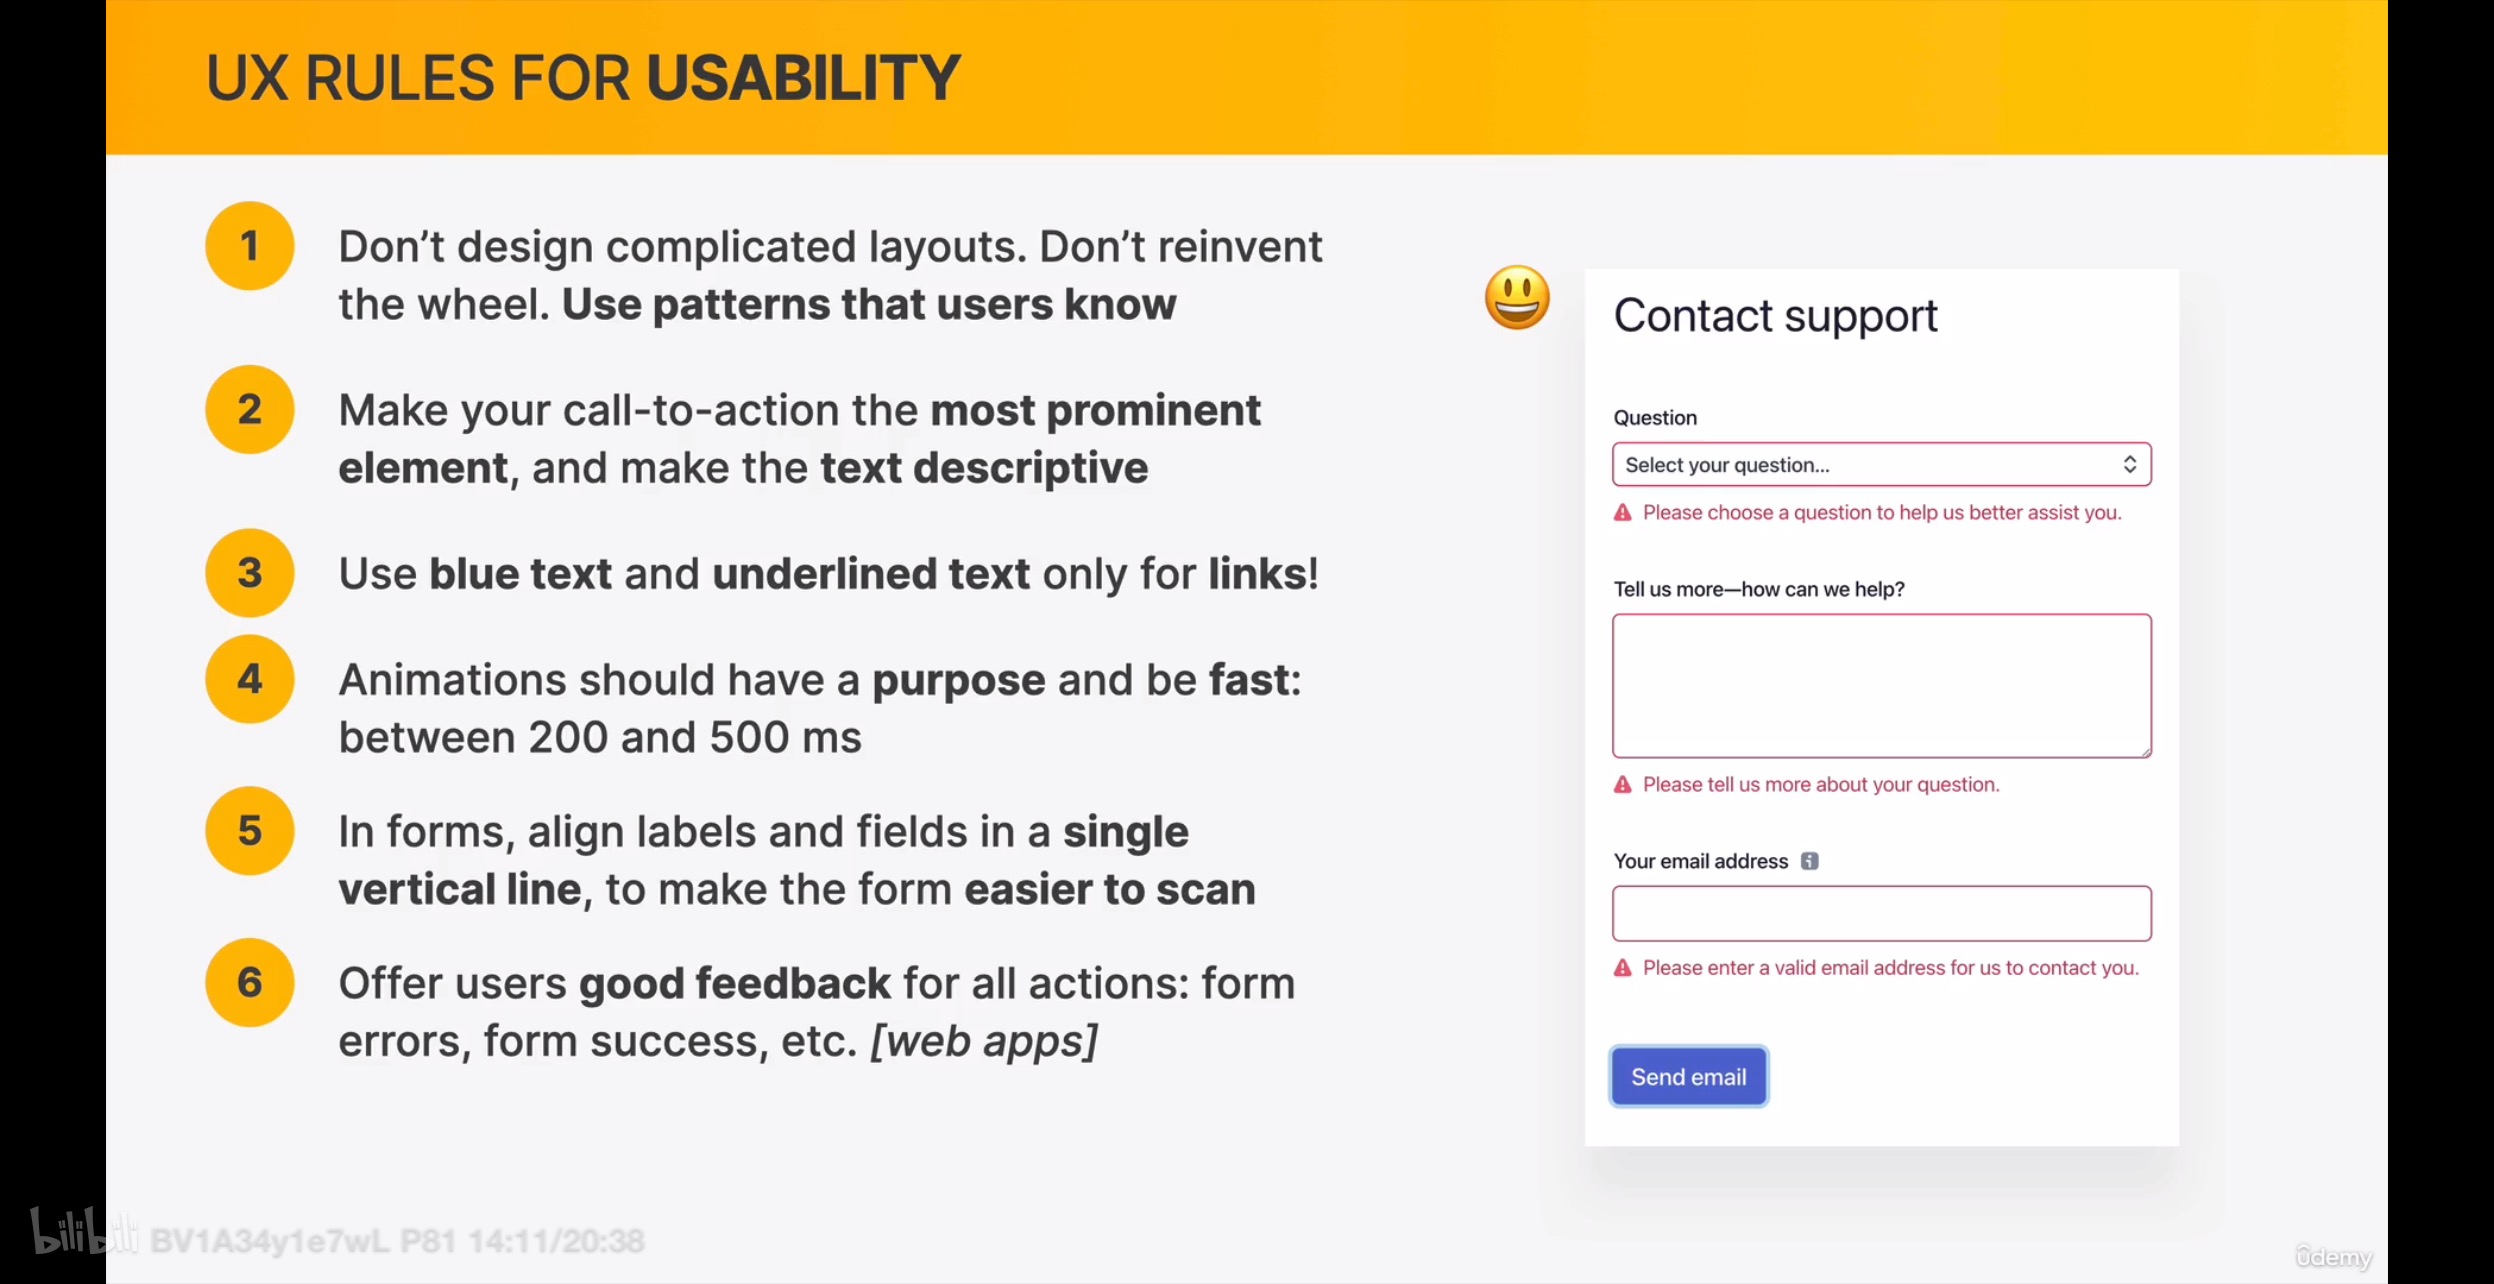 UX RULES FOR USABILITY
1
Don’t design complicated layouts. Don’t reinvent
the wheel. Use patterns that users know
2
Make your call-to-action the most prominent
element, and make the text descriptive
3
Use blue text and underlined text only for links!
4
Animations should have a purpose and be fast:
between 200 and 500 ms
5
In forms, align labels and fields in a single
vertical line, to make the form easier to scan
6
Offer users good feedback for all actions: form
errors, form success, etc. [web apps]
Contact support
Question
Select your question...
Please choose a question to help us better assist you.
Tell us more—how can we help?
Please tell us more about your question.
Your email address
Please enter a valid email address for us to contact you.
Send email
bilibili BV1A34y1e7wL P81 14:11/20:38
ûdemy